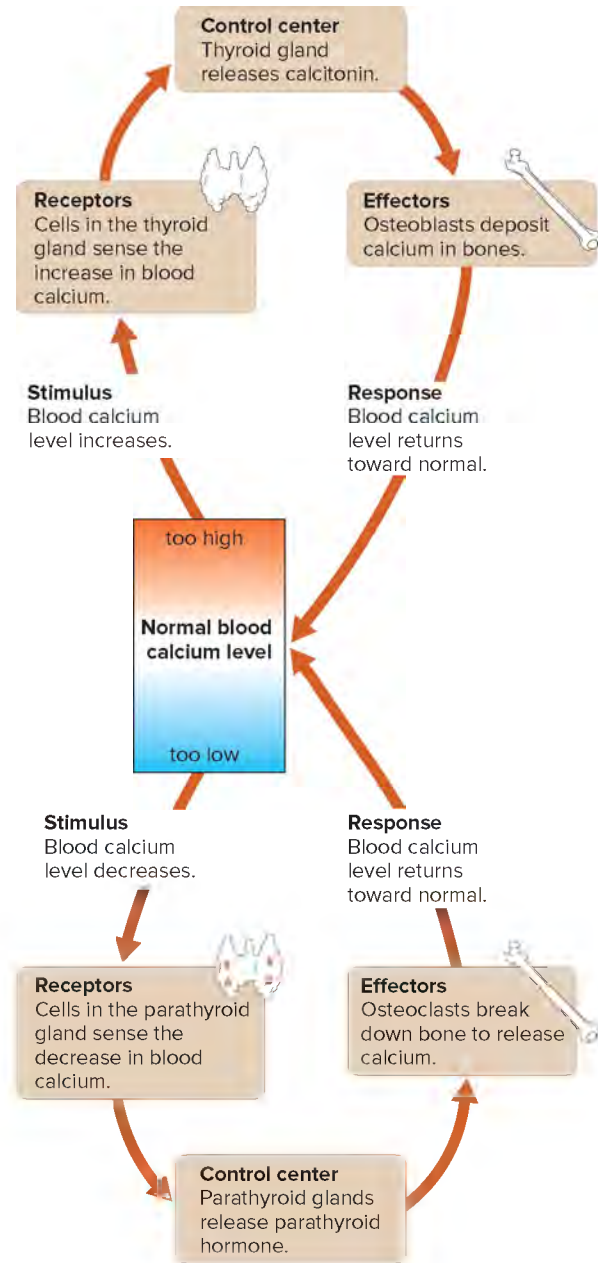 Control center
Thyroid gland
releases calcitonin.
Receptors
Cells in the thyroid
gland sense the
increase in blood
calcium.
Effectors
Osteoblasts deposit
calcium in bones.
Stimulus
Blood calcium
level increases.
Response
Blood calcium
level returns
toward normal.
too high
Normal blood
calcium level
too low
Stimulus
Blood calcium
level decreases.
Response
Blood calcium
level returns
toward normal.
Receptors
Cells in the parathyroid
gland sense the
decrease in blood
calcium.
Effectors
Osteoclasts break
down bone to release
calcium.
Control center
Parathyroid glands
release parathyroid
hormone.